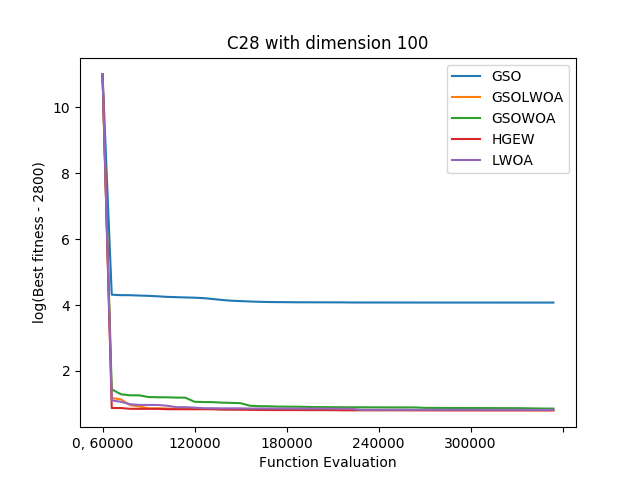 C28 with dimension 100
GSO
GSOLWOA
GSOWOA
HGEW
LWOA
log(Best fitness - 2800)
10
8
6
4
2
0, 60000 120000 180000 240000 300000
Function Evaluation